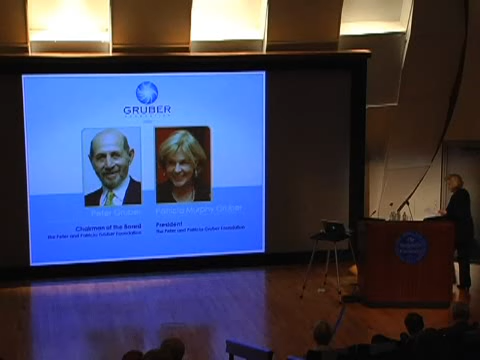 GRUBER
FOUNDATION
Peter Gruber
Patricia Murphy Gruber
Chairman of the Board
The Peter and Patricia Gruber Foundation
President
The Peter and Patricia Gruber Foundation